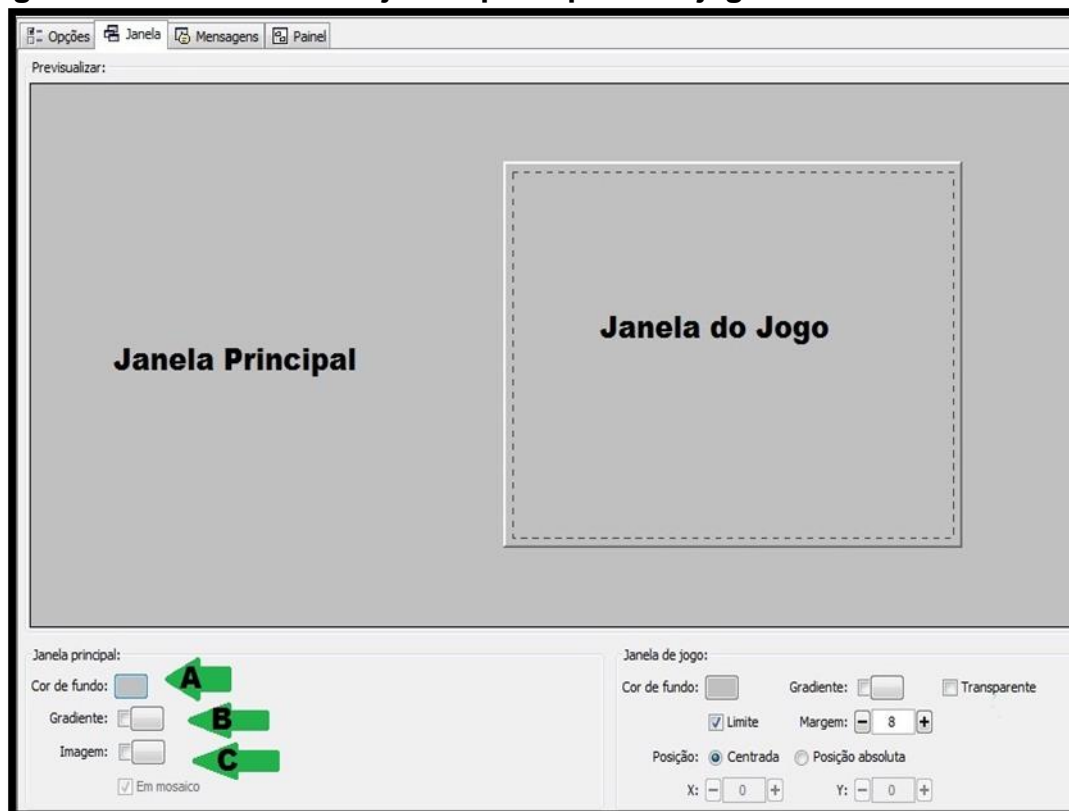 Opções Janela Mensagens Painel
Previsualizar:
Janela do Jogo
Janela Principal
Janela principal:
Cor de fundo: A
Gradiente: B
Imagem: C
Em mosaico
Janela de jogo:
Cor de fundo: Gradiente: Transparente
Limite Margem: - 8 +
Posição: Centrada Posição absoluta
X: - 0 + Y: - 0 +